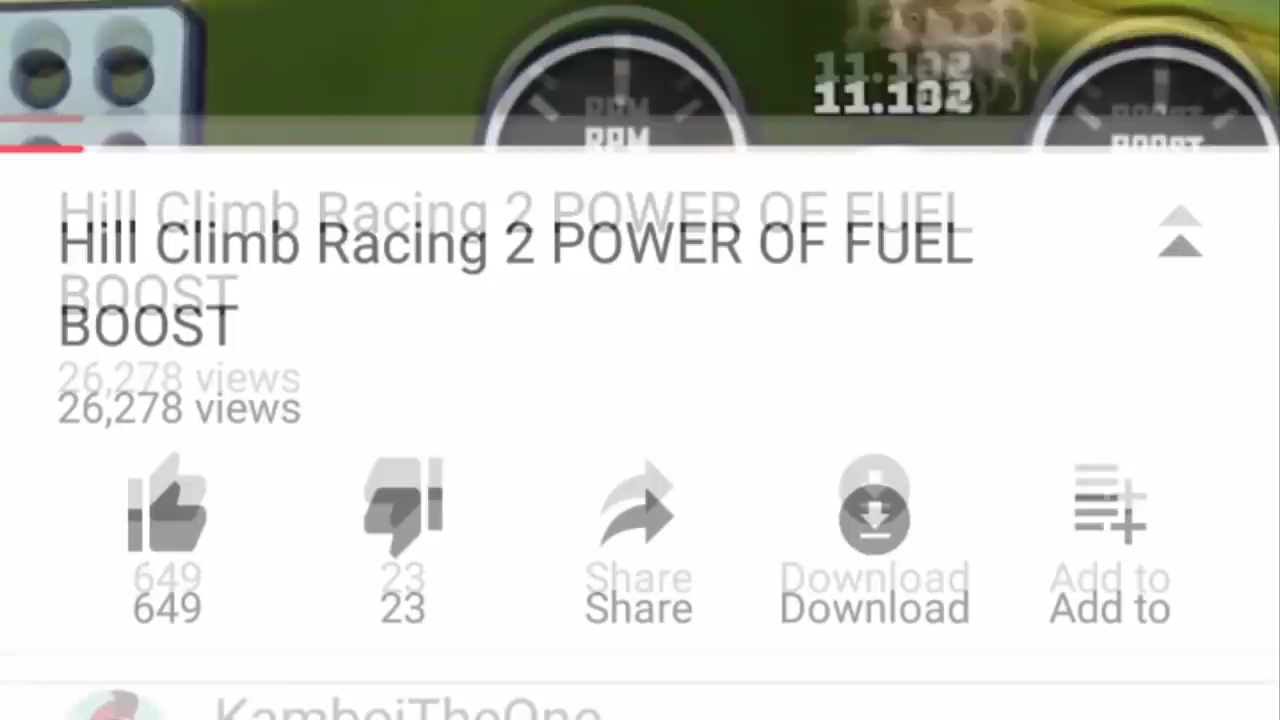 11.102
RPM
BOOST
Hill Climb Racing 2 POWER OF FUEL
BOOST
26,278 views
649
23
Share
Download
Add to
KamboiTheOne